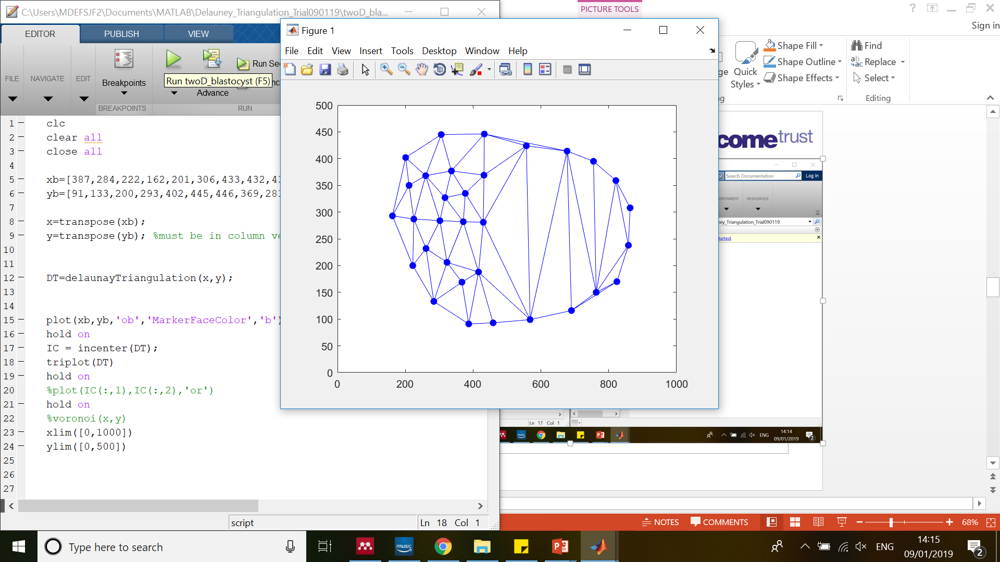 C:\Users\MDEFSJF2\Documents\MATLAB\Delauney_Triangulation_Trial090119\twoD_bla...
EDITOR PUBLISH VIEW
FILE NAVIGATE EDIT Breakpoints Run Sec
Run twoD_blastocyst (F5)
Advance
BREAKPOINTS RUN
1 clc
2 clear all
3 close all
4
5 xb=[387,284,222,162,201,306,433,432,43
6 yb=[91,133,200,293,402,445,446,369,281
7
8 x=transpose(xb);
9 y=transpose(yb); %must be in column ve
10
11
12 DT=delaunayTriangulation(x,y);
13
14
15 plot(xb,yb,'ob','MarkerFaceColor','b')
16 hold on
17 IC = incenter(DT);
18 triplot(DT)
19 hold on
20 %plot(IC(:,1),IC(:,2),'or')
21 hold on
22 %voronoi(x,y)
23 xlim([0,1000])
24 ylim([0,500])
25
26
27
script
Ln 18 Col 1
Figure 1
File Edit View Insert Tools Desktop Window Help
500
450
400
350
300
250
200
150
100
50
0
0 200 400 600 800 1000
PICTURE TOOLS
Sign in
Shape Fill
Shape Outline
Shape Effects
Quick
Styles
Find
Replace
Select
Editing
cometrust
Search Documentation
Log In
VIRONMENT RESOURCES
ney_Triangulation_Trial090119
tarted.
Ln 17 Col 1
music
ENG
14:14
09/01/2019
2
NOTES COMMENTS 68%
Type here to search
music
ENG
14:15
09/01/2019
2